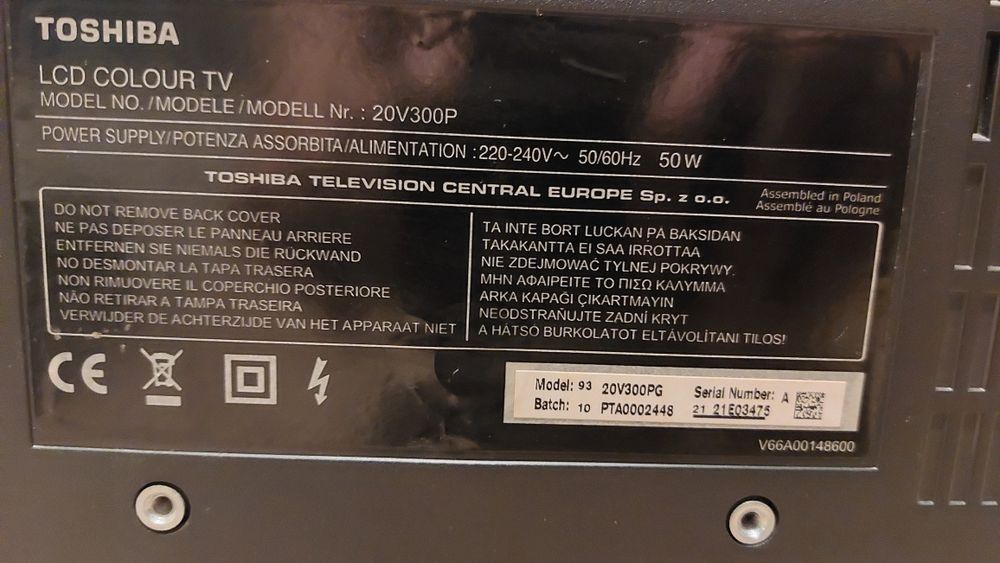 TOSHIBA
LCD COLOUR TV
MODEL NO./MODELE/MODELL Nr. : 20V300P
POWER SUPPLY/POTENZA ASSORBITA/ALIMENTATION :220-240V~ 50/60Hz 50W
TOSHIBA TELEVISION CENTRAL EUROPE Sp. z o.o.
Assembled in Poland
Assemblé au Pologne
DO NOT REMOVE BACK COVER
NE PAS DEPOSER LE PANNEAU ARRIERE
ENTFERNEN SIE NIEMALS DIE RÜCKWAND
NO DESMONTAR LA TAPA TRASERA
NON RIMUOVERE IL COPERCHIO POSTERIORE
NÃO RETIRAR A TAMPA TRASEIRA
VERWIJDER DE ACHTERZIJDE VAN HET APPARAAT NIET
TA INTE BORT LUCKAN PA BAKSIDAN
TAKAKANTTA EI SAA IRROTTAA
NIE ZDEJMOWAĆ TYLNEJ POKRYWY.
ΜΗΝ ΑΦΑΙΡΕΙΤΕ ΤΟ ΠΙΣΩ ΚΑΛΥΜΜΑ
ARKA KAPAĞI ÇIKARTMAYIN
NEODSTRAŇUJTE ZADNÍ KRYT
A HÁTSÓ BURKOLATOT ELTÁVOLÍTANI TILOS!
CE
Model: 93 20V300PG
Batch: 10 PTA0002448
Serial Number: A
21 21E03475
V66A00148600